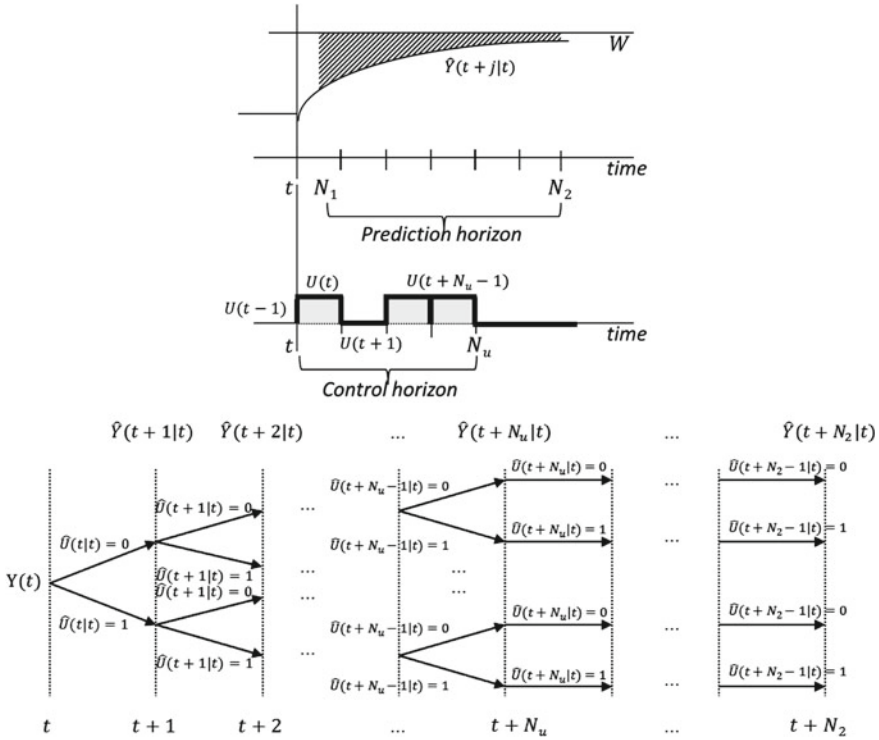 W
Ŷ(t + j|t)
time
t N₁ N₂
Prediction horizon
U(t) U(t + Nᵤ − 1)
U(t − 1)
time
t U(t + 1) Nᵤ
Control horizon
Ŷ(t + 1|t) Ŷ(t + 2|t) ... Ŷ(t + Nᵤ|t) ... Ŷ(t + N₂|t)
Û(t + Nᵤ|t) = 0 Û(t + N₂ − 1|t) = 0
Û(t + 1|t) = 0 ... Û(t + Nᵤ − 1|t) = 0
Û(t|t) = 0 Û(t + Nᵤ|t) = 1 Û(t + N₂ − 1|t) = 1
Û(t + Nᵤ − 1|t) = 1 ...
Û(t + 1|t) = 1 ... ...
Y(t)
Û(t + 1|t) = 0 ... ...
Û(t + Nᵤ|t) = 0 Û(t + N₂ − 1|t) = 0
Û(t|t) = 1 Û(t + Nᵤ − 1|t) = 0
Û(t + 1|t) = 1 ...
Û(t + Nᵤ|t) = 1 Û(t + N₂ − 1|t) = 1
Û(t + Nᵤ − 1|t) = 1 ...
t t + 1 t + 2 ... t + Nᵤ ... t + N₂